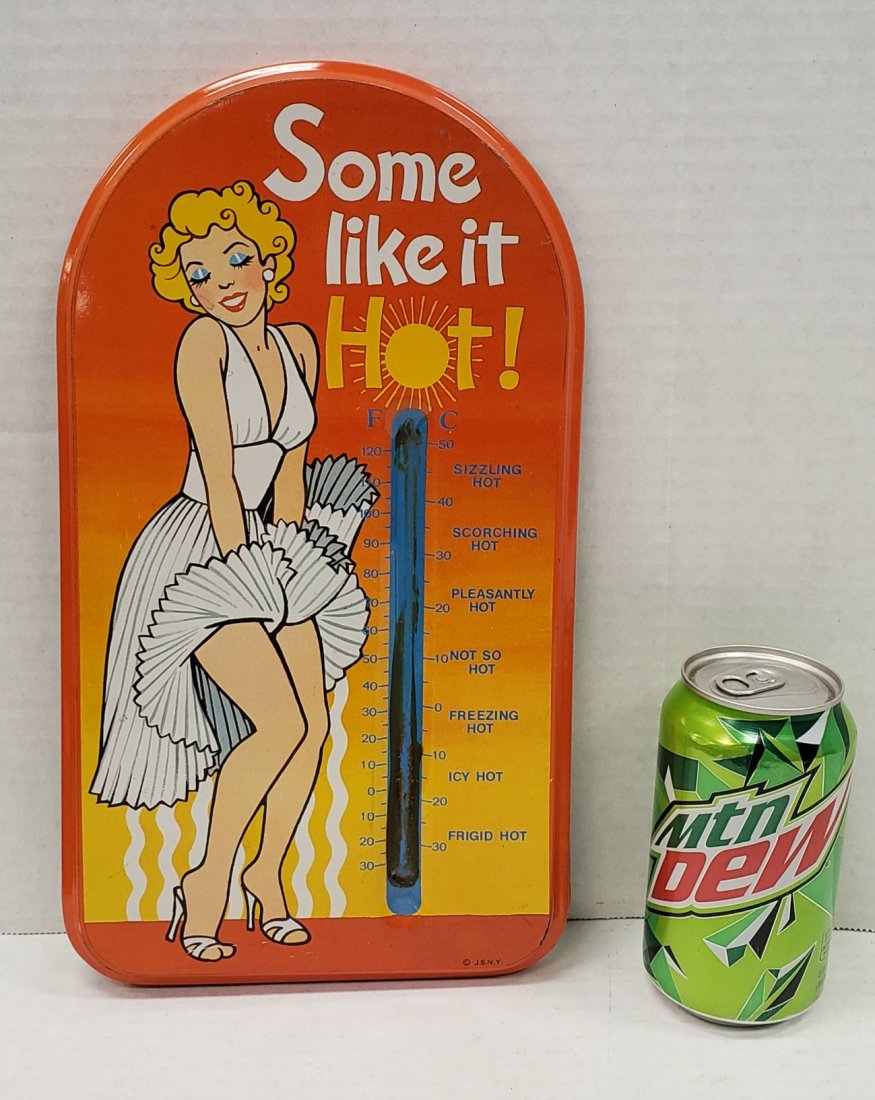 Some
like it
Hot!
F C
120 50
SIZZLING
HOT
40
100
SCORCHING
HOT
90
30
80
PLEASANTLY
HOT
20
50 10 NOT SO
HOT
40
0
30
FREEZING
HOT
20
10
10
ICY HOT
0
20
10
FRIGID HOT
20
30
30
© J.S.N.Y.
mtn
DEW